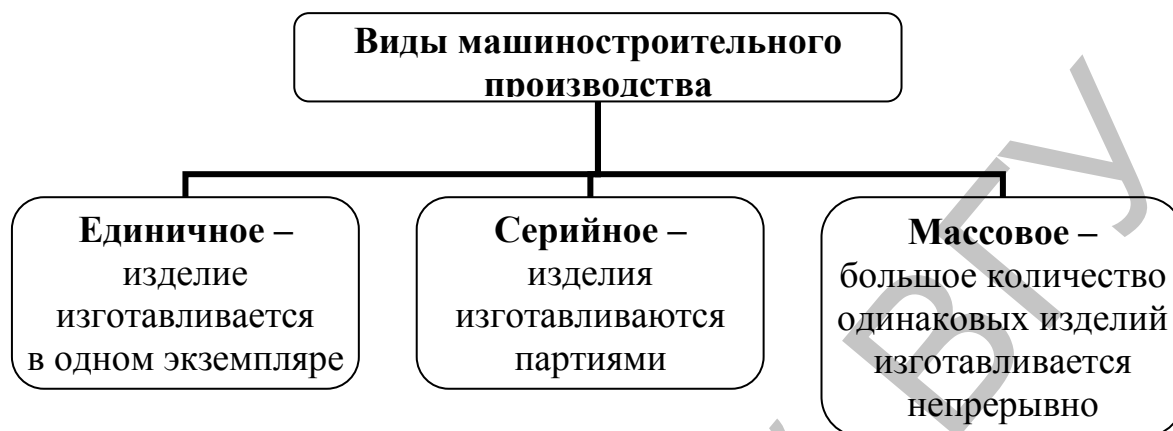 Виды машиностроительного
производства
Единичное –
изделие
изготавливается
в одном экземпляре
Серийное –
изделия
изготавливаются
партиями
Массовое –
большое количество
одинаковых изделий
изготавливается
непрерывно
ВГУ